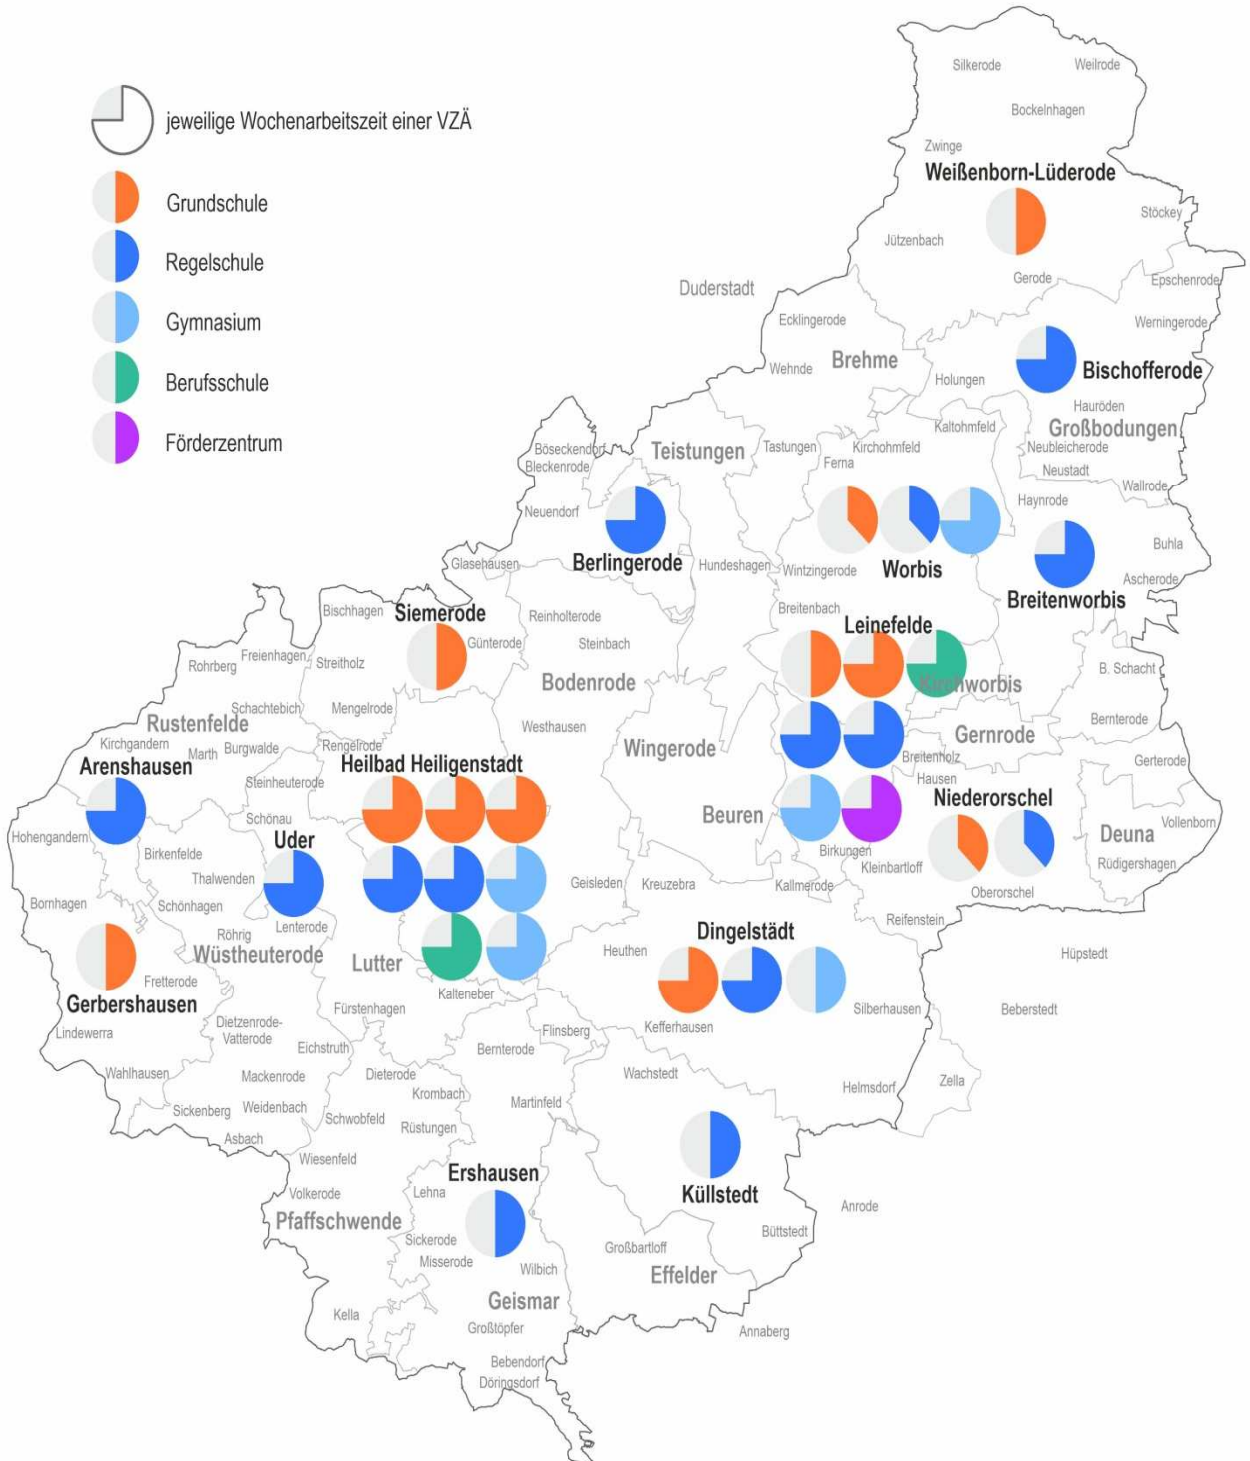 jeweilige Wochenarbeitszeit einer VZÄ
Grundschule
Regelschule
Gymnasium
Berufsschule
Förderzentrum
Silkerode
Weilrode
Bockelnhagen
Zwinge
Weißenborn-Lüderode
Stöckey
Jützenbach
Gerode
Epschenrode
Duderstadt
Ecklingerode
Werningerode
Brehme
Wehnde
Holungen
Bischofferode
Hauröden
Kaltohmfeld
Großbodungen
Böseckendorf
Bleckenrode
Teistungen
Tastungen
Kirchohmfeld
Neubleicherode
Ferna
Neustadt
Wallrode
Neuendorf
Haynrode
Berlingerode
Hundeshagen
Wintzingerode
Worbis
Buhla
Glasehausen
Ascherode
Breitenworbis
Bischhagen
Siemerode
Reinholterode
Breitenbach
Leinefelde
Günterode
Steinbach
Freienhagen
Streitholz
Rohrberg
B. Schacht
Bodenrode
Kirchworbis
Schachtebich
Mengelrode
Rustenfelde
Westhausen
Bernterode
Kirchgandern
Marth
Burgwalde
Rengelrode
Wingerode
Gernrode
Arenshausen
Heilbad Heiligenstadt
Breitenholz
Gerterode
Steinheuterode
Hausen
Niederorschel
Schönau
Beuren
Vollenborn
Hohengandern
Uder
Deuna
Birkenfelde
Birkungen
Kleinbartloff
Rüdigershagen
Thalwenden
Geisleden
Kreuzebra
Kallmerode
Oberorschel
Bornhagen
Schönhagen
Lenterode
Reifenstein
Röhrig
Dingelstädt
Wüstheuterode
Lutter
Heuthen
Hüpstedt
Fretterode
Gerbershausen
Kalteneber
Fürstenhagen
Silberhausen
Beberstedt
Kefferhausen
Lindewerra
Dietzenrode-
Vatterode
Flinsberg
Eichstruth
Bernterode
Wahlhausen
Mackenrode
Dieterode
Wachstedt
Zella
Helmsdorf
Krombach
Martinfeld
Sickenberg
Weidenbach
Schwobfeld
Rüstungen
Asbach
Wiesenfeld
Ershausen
Küllstedt
Volkerode
Lehna
Pfaffschwende
Anrode
Büttstedt
Sickerode
Misserode
Wilbich
Großbartloff
Effelder
Geismar
Kella
Großtöpfer
Annaberg
Bebendorf
Döringsdorf